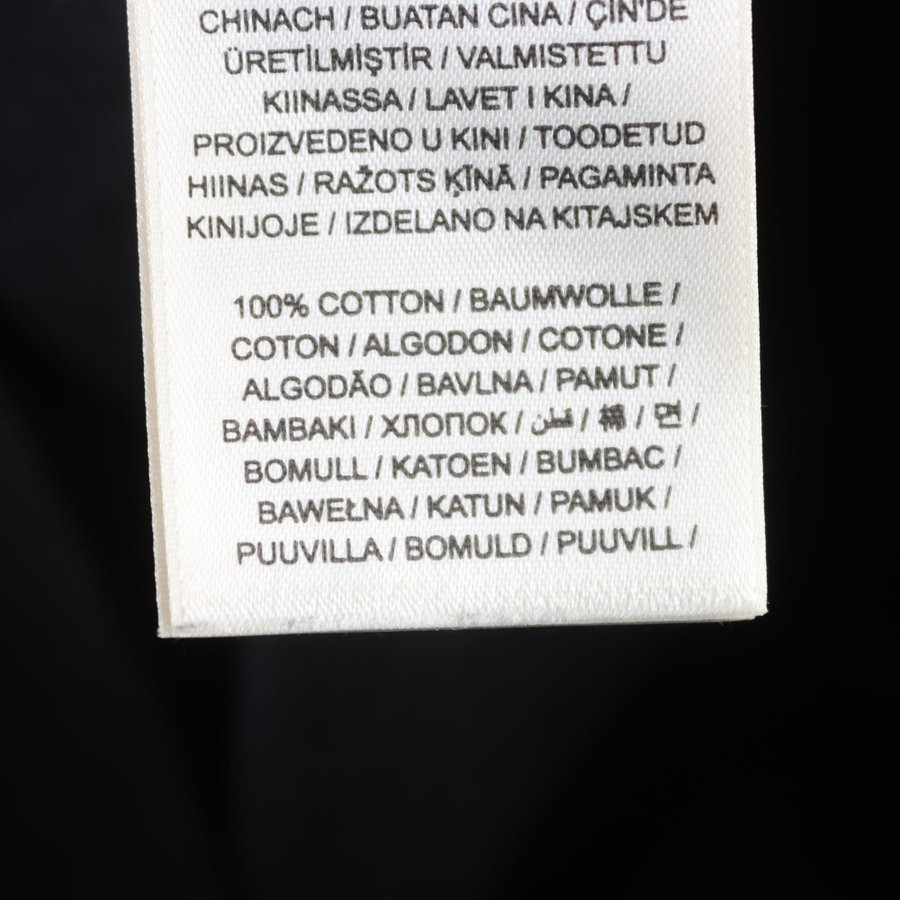 CHINACH / BUATAN CINA / ÇİN'DE
ÜRETİLMİŞTİR / VALMISTETTU
KIINASSA / LAVET I KINA /
PROIZVEDENO U KINI / TOODETUD
HIINAS / RAŽOTS ĶĪNĀ / PAGAMINTA
KINIJOJE / IZDELANO NA KITAJSKEM
100% COTTON / BAUMWOLLE /
COTON / ALGODON / COTONE /
ALGODÃO / BAVLNA / PAMUT /
BAMBAKI / ХЛОПОК / قطن / 棉 / 면 /
BOMULL / KATOEN / BUMBAC /
BAWEŁNA / KATUN / PAMUK /
PUUVILLA / BOMULD / PUUVILL /